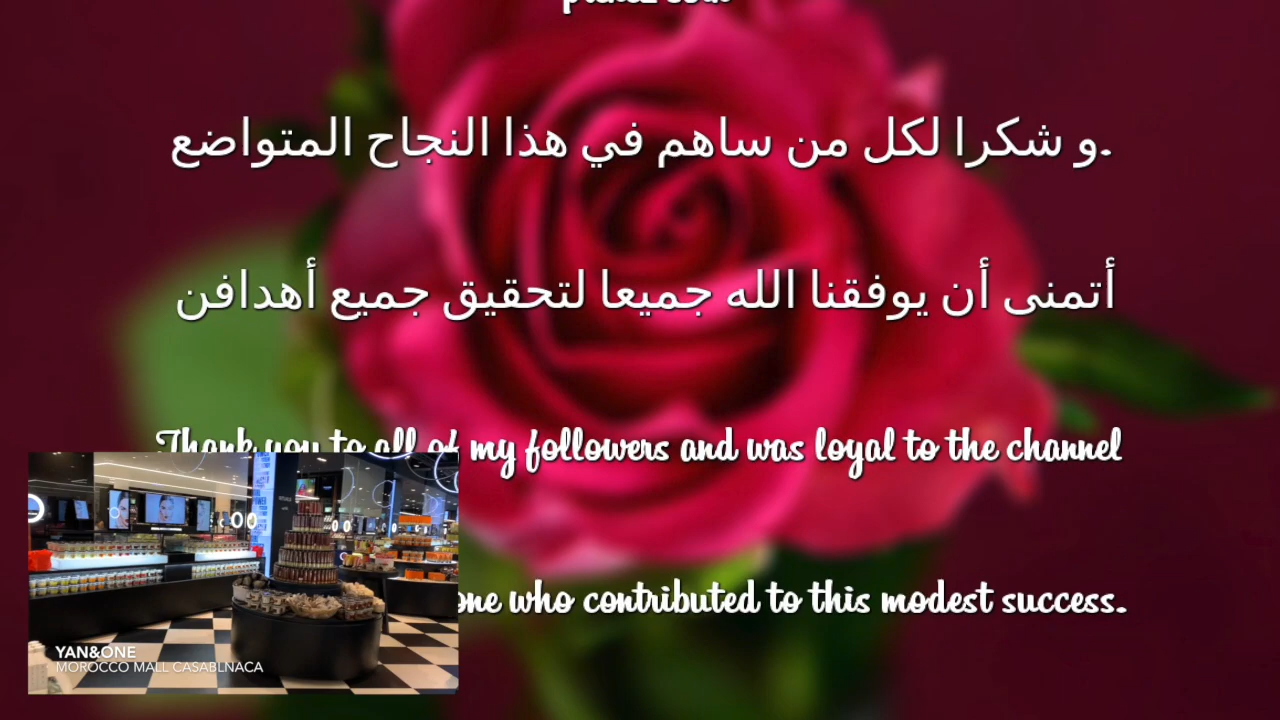 و شكرا لكل من ساهم في هذا النجاح المتواضع.
أتمنى أن يوفقنا الله جميعا لتحقيق جميع أهدافن
Thank you to all of my followers and was loyal to the channel
one who contributed to this modest success.
YAN&ONE
MOROCCO MALL CASABLNACA